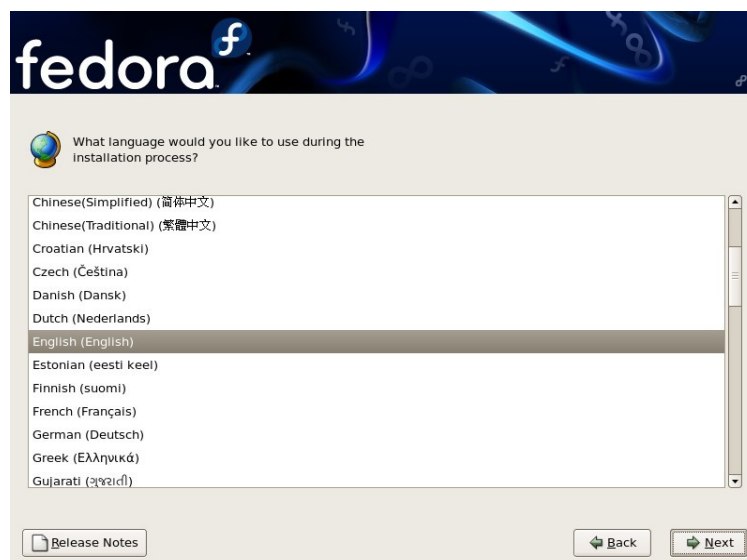 fedora
What language would you like to use during the
installation process?
Chinese(Simplified) (简体中文)
Chinese(Traditional) (繁體中文)
Croatian (Hrvatski)
Czech (Čeština)
Danish (Dansk)
Dutch (Nederlands)
English (English)
Estonian (eesti keel)
Finnish (suomi)
French (Français)
German (Deutsch)
Greek (Ελληνικά)
Gujarati (ગુજરાતી)
Release Notes
Back
Next